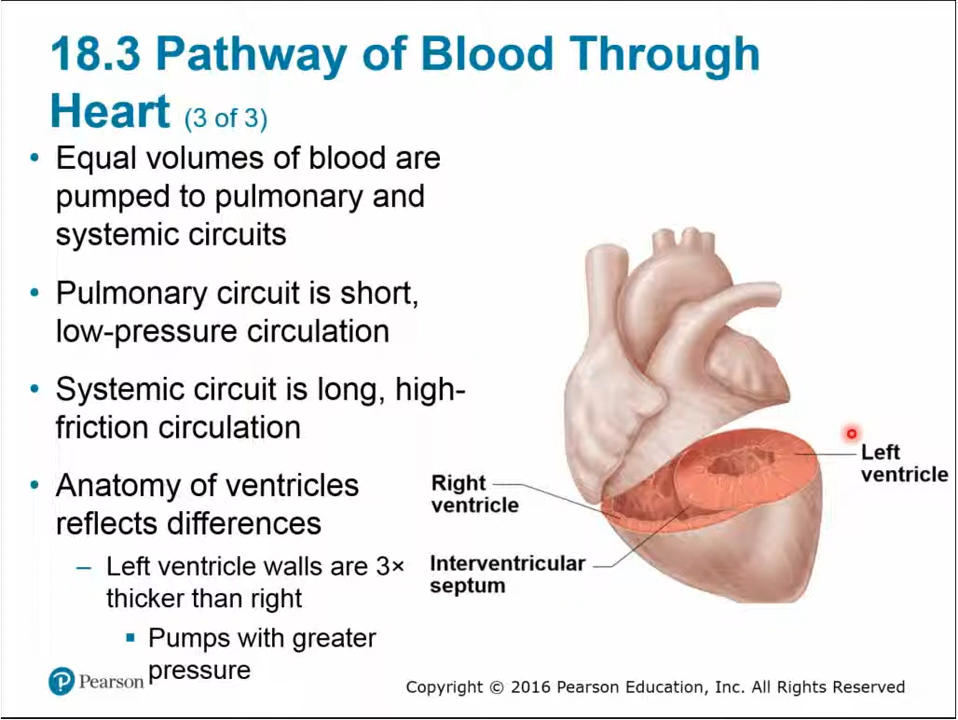 18.3 Pathway of Blood Through
Heart (3 of 3)
• Equal volumes of blood are
pumped to pulmonary and
systemic circuits
• Pulmonary circuit is short,
low-pressure circulation
• Systemic circuit is long, high-
friction circulation
• Anatomy of ventricles
reflects differences
– Left ventricle walls are 3×
thicker than right
▪ Pumps with greater
pressure
Left
ventricle
Right
ventricle
Interventricular
septum
P Pearson
Copyright © 2016 Pearson Education, Inc. All Rights Reserved